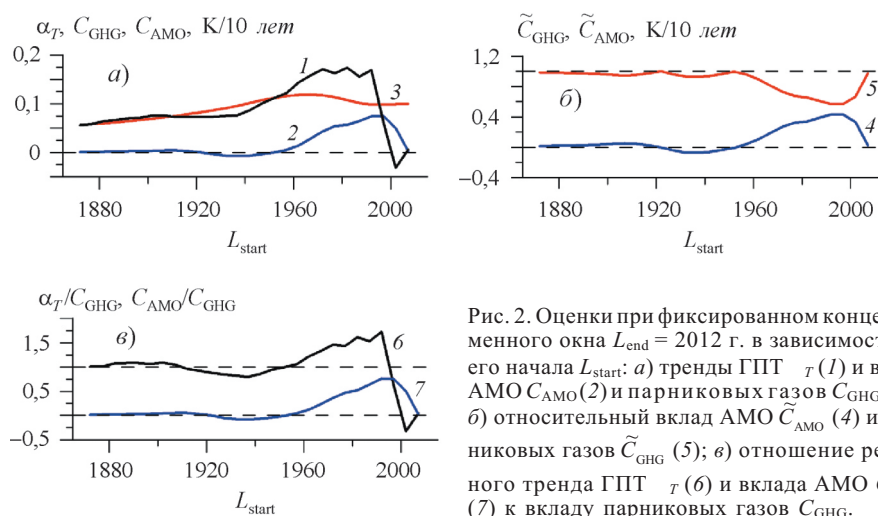 α_T, C_GHG, C_AMO, K/10 лет
а)
0,2
0,1
0
1
2
3
1880 1920 1960 2000
L_start
C̃_GHG, C̃_AMO, K/10 лет
б)
1,2
0,4
−0,4
5
4
1880 1920 1960 2000
L_start
α_T/C_GHG, C_AMO/C_GHG
в)
1,5
0,5
−0,5
6
7
1880 1920 1960 2000
L_start
Рис. 2. Оценки при фиксированном конце
менного окна L_end = 2012 г. в зависимост
его начала L_start: а) тренды ГПТ _T (1) и в
АМО C_AMO (2) и парниковых газов C_GHG
б) относительный вклад АМО C̃_AMO (4) и
никовых газов C̃_GHG (5); в) отношение ре
ного тренда ГПТ _T (6) и вклада АМО
(7) к вкладу парниковых газов C_GHG.